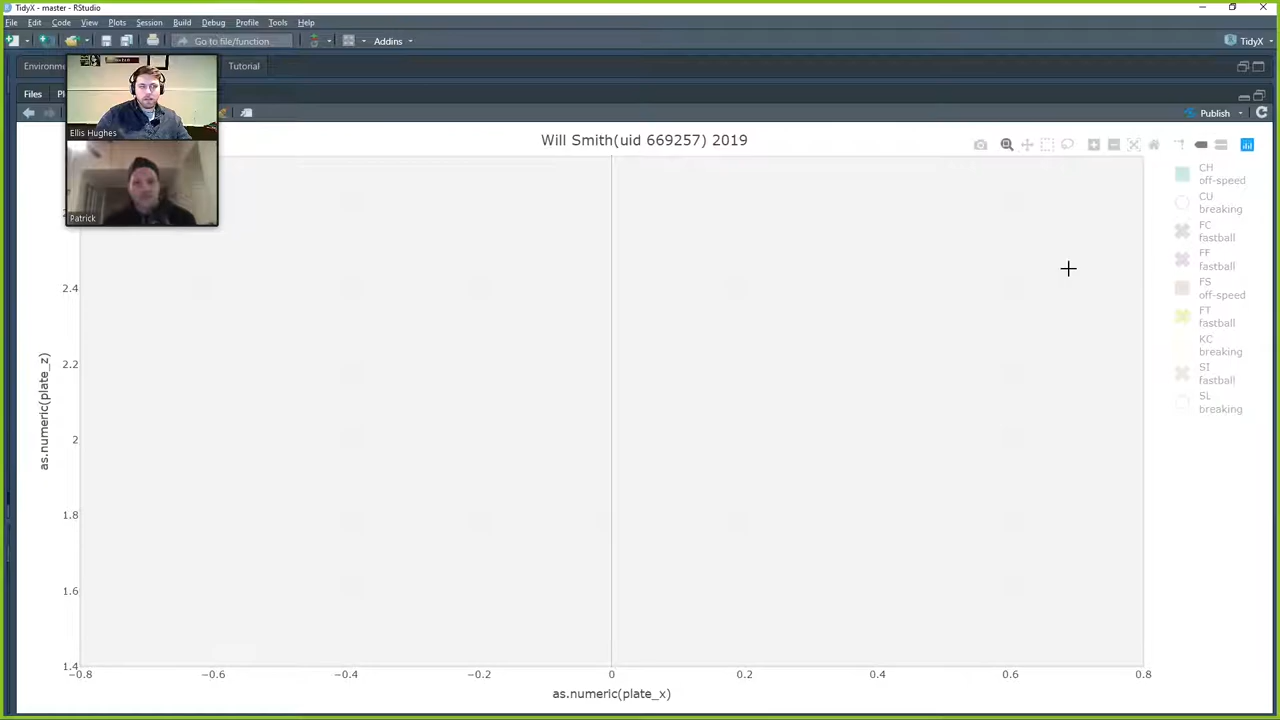 TidyX - master - RStudio
File Edit Code View Plots Session Build Debug Profile Tools Help
Go to file/function
Addins
TidyX
Tutorial
Files
Publish
Ellis Hughes
Patrick
Will Smith(uid 669257) 2019
CH
off-speed
CU
breaking
FC
fastball
FF
fastball
FS
off-speed
FT
fastball
KC
breaking
SI
fastball
SL
breaking
2.4
2.2
2
1.8
1.6
1.4
as.numeric(plate_z)
−0.8 −0.6 −0.4 −0.2 0 0.2 0.4 0.6 0.8
as.numeric(plate_x)